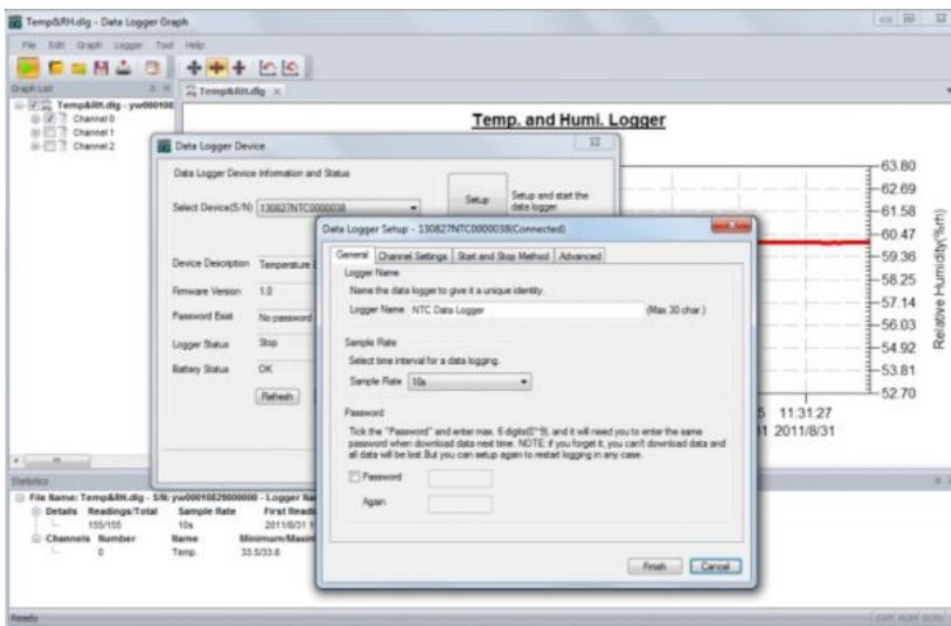 Temp&RH.dlg - Data Logger Graph
File Edit Graph Logger Tool Help
Graph List
Temp&RH.dlg
Temp&RH.dlg - yw000108
Channel 0
Channel 1
Channel 2
Temp. and Humi. Logger
63.80
62.69
61.58
60.47
59.36
58.25
57.14
56.03
54.92
53.81
52.70
Relative Humidity(%rh)
11:31:27
2011/8/31
Data Logger Device
Data Logger Device Information and Status
Select Device(S/N) 130827NTC0000038
Setup
Setup and start the
data logger
Device Description Temperature
Firmware Version 1.0
Password Exist No password
Logger Status Stop
Battery Status OK
Refresh
Data Logger Setup - 130827NTC0000038(Connected)
General Channel Settings Start and Stop Method Advanced
Logger Name
Name the data logger to give it a unique identity.
Logger Name NTC Data Logger (Max 30 char.)
Sample Rate
Select time interval for a data logging.
Sample Rate 10s
Password
Tick the "Password" and enter max. 6 digits(0~9), and it will need you to enter the same
password when download data next time. NOTE: if you forget it, you can't download data and
all data will be lost.But you can setup again to restart logging in any case.
Password
Again
Finish Cancel
Statistics
File Name: Temp&RH.dlg - S/N: - Logger
Details Readings/Total Sample Rate First
155/155 10s 2011/8/31
Channels Number Name
0 Temp. 33.5/33.8
Ready
CAP NUM SCRL